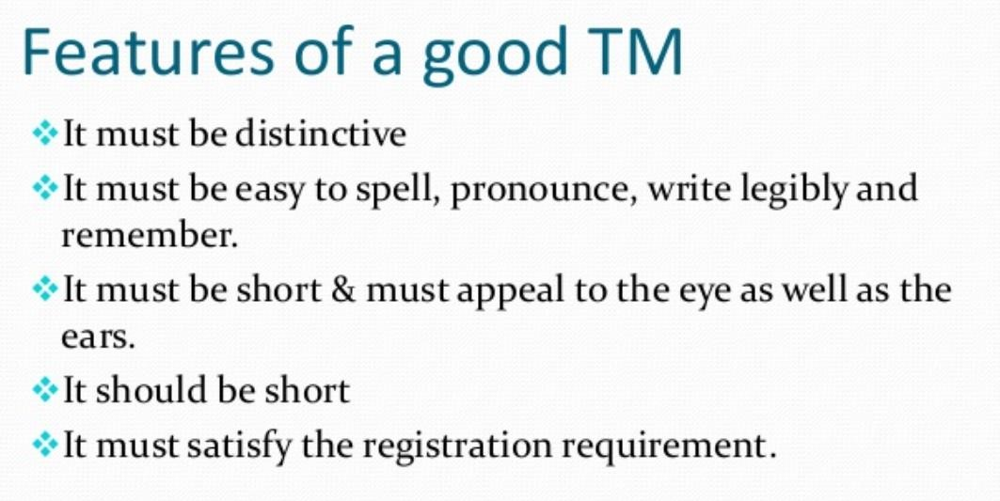 Features of a good TM
It must be distinctive
It must be easy to spell, pronounce, write legibly and
remember.
It must be short & must appeal to the eye as well as the
ears.
It should be short
It must satisfy the registration requirement.